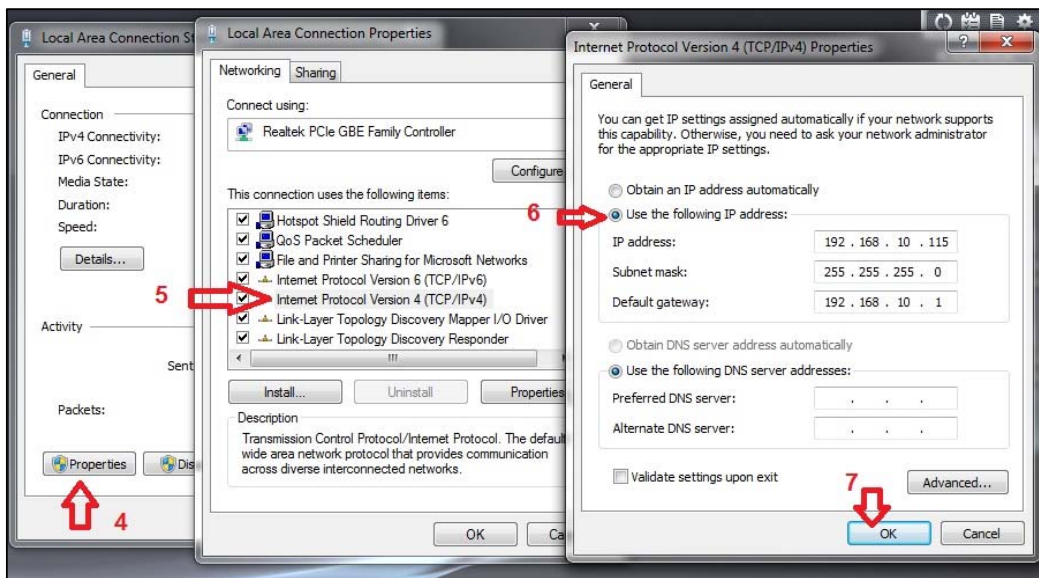 Local Area Connection St
General
Connection
IPv4 Connectivity:
IPv6 Connectivity:
Media State:
Duration:
Speed:
Details...
Activity
Sent
Packets:
Properties
Dis
4
Local Area Connection Properties
Networking
Sharing
Connect using:
Realtek PCIe GBE Family Controller
Configure
This connection uses the following items:
Hotspot Shield Routing Driver 6
QoS Packet Scheduler
File and Printer Sharing for Microsoft Networks
Internet Protocol Version 6 (TCP/IPv6)
5
Internet Protocol Version 4 (TCP/IPv4)
Link-Layer Topology Discovery Mapper I/O Driver
Link-Layer Topology Discovery Responder
Install...
Uninstall
Properties
Description
Transmission Control Protocol/Internet Protocol. The default
wide area network protocol that provides communication
across diverse interconnected networks.
OK
Ca
Internet Protocol Version 4 (TCP/IPv4) Properties
General
You can get IP settings assigned automatically if your network supports
this capability. Otherwise, you need to ask your network administrator
for the appropriate IP settings.
Obtain an IP address automatically
6
Use the following IP address:
IP address: 192 . 168 . 10 . 115
Subnet mask: 255 . 255 . 255 . 0
Default gateway: 192 . 168 . 10 . 1
Obtain DNS server address automatically
Use the following DNS server addresses:
Preferred DNS server: . . .
Alternate DNS server: . . .
Validate settings upon exit
7
Advanced...
OK
Cancel